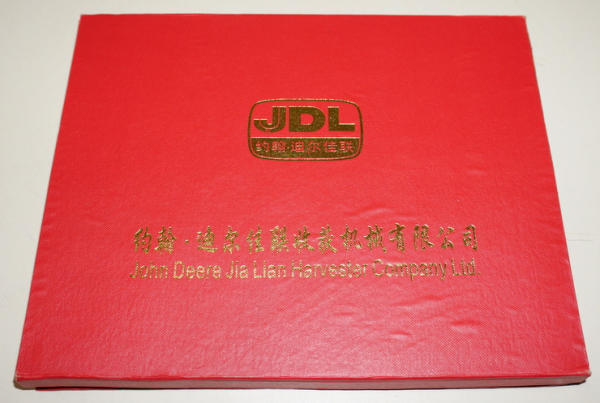 JDL
约翰·迪尔佳联
约翰·迪尔佳联收获机械有限公司
John Deere Jia Lian Harvester Company Ltd.